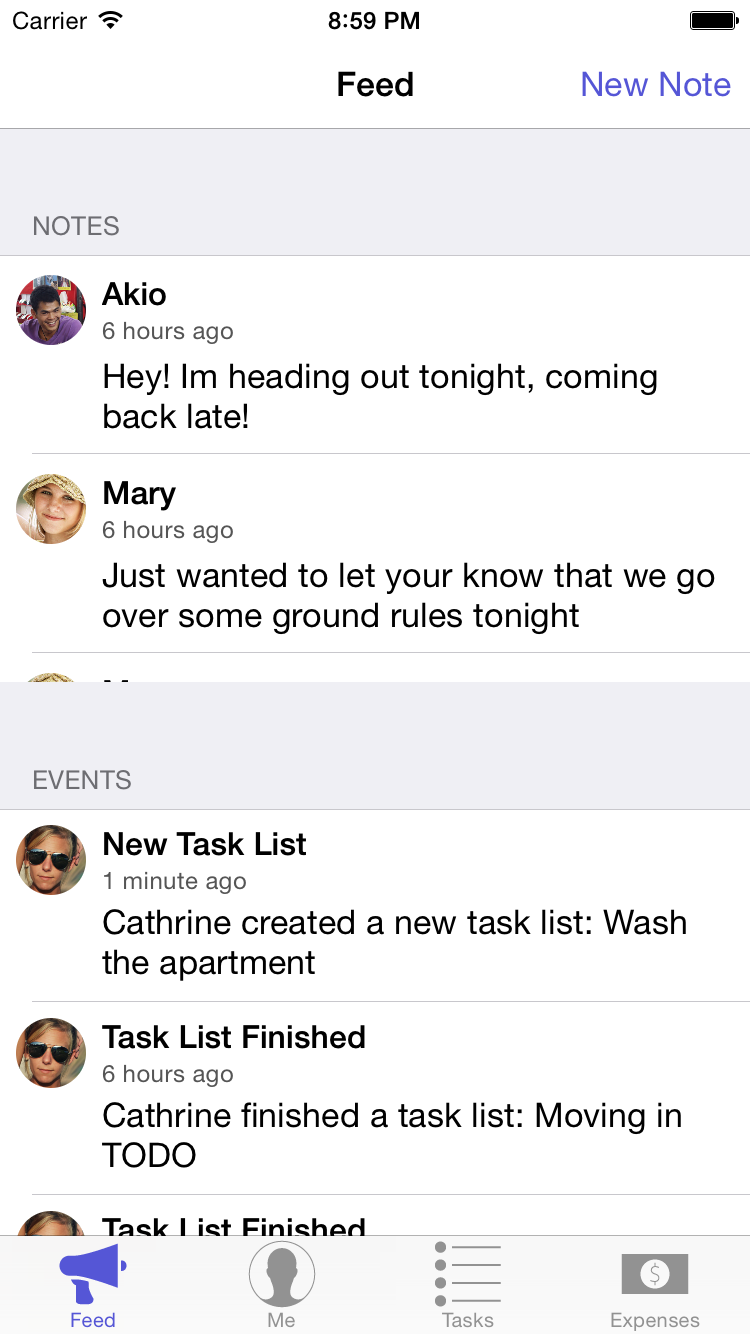 Carrier 8:59 PM
Feed New Note
NOTES
Akio
6 hours ago
Hey! Im heading out tonight, coming
back late!
Mary
6 hours ago
Just wanted to let your know that we go
over some ground rules tonight
EVENTS
New Task List
1 minute ago
Cathrine created a new task list: Wash
the apartment
Task List Finished
6 hours ago
Cathrine finished a task list: Moving in
TODO
Task List Finished
Feed Me Tasks Expenses